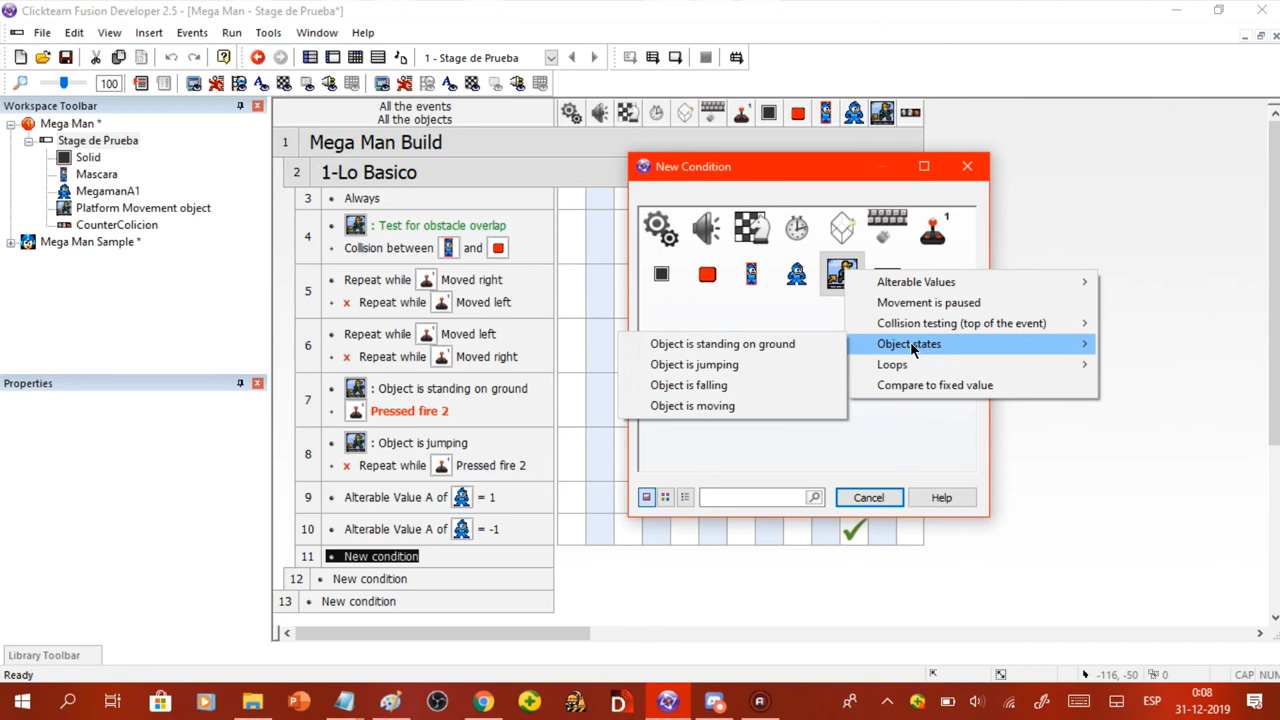 Clickteam Fusion Developer 2.5 - [Mega Man - Stage de Prueba*]
File Edit View Insert Events Run Tools Window Help
1 - Stage de Prueba
100
Workspace Toolbar
Mega Man *
Stage de Prueba
Solid
Mascara
MegamanA1
Platform Movement object
CounterColicion
Mega Man Sample *
Properties
Library Toolbar
All the events
All the objects
1 Mega Man Build
2 1-Lo Basico
3 Always
4 : Test for obstacle overlap
Collision between and
5 Repeat while Moved right
x Repeat while Moved left
6 Repeat while Moved left
x Repeat while Moved right
7 : Object is standing on ground
Pressed fire 2
8 : Object is jumping
x Repeat while Pressed fire 2
9 Alterable Value A of = 1
10 Alterable Value A of = -1
11 New condition
12 New condition
13 New condition
New Condition
1
Alterable Values
Movement is paused
Collision testing (top of the event)
Object states
Loops
Compare to fixed value
Object is standing on ground
Object is jumping
Object is falling
Object is moving
Cancel
Help
Ready
-116, -50
0
CAP
NUM
ESP
0:08
31-12-2019